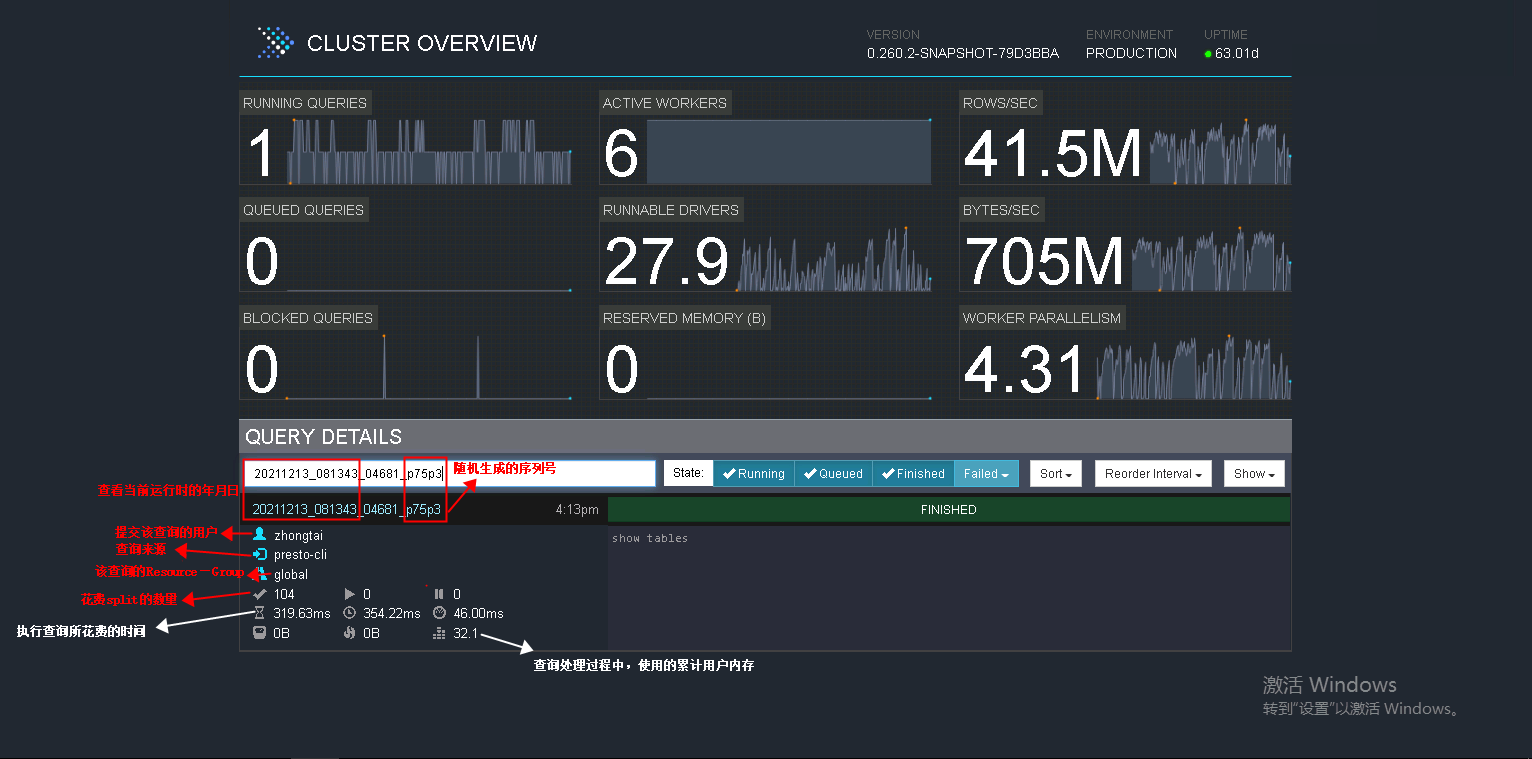 CLUSTER OVERVIEW
VERSION
0.260.2-SNAPSHOT-79D3BBA
ENVIRONMENT
PRODUCTION
UPTIME
63.01d
RUNNING QUERIES
1
ACTIVE WORKERS
6
ROWS/SEC
41.5M
QUEUED QUERIES
0
RUNNABLE DRIVERS
27.9
BYTES/SEC
705M
BLOCKED QUERIES
0
RESERVED MEMORY (B)
0
WORKER PARALLELISM
4.31
QUERY DETAILS
20211213_081343_04681_p75p3
随机生成的序列号
State:
Running
Queued
Finished
Failed
Sort
Reorder Interval
Show
查看当前运行时的年月日
20211213_081343_04681_p75p3
4:13pm
FINISHED
提交该查询的用户
zhongtai
show tables
查询来源
presto-cli
该查询的Resource-Group
global
花费split的数量
104
0
0
执行查询所花费的时间
319.63ms
354.22ms
46.00ms
0B
0B
32.1
查询处理过程中，使用的累计用户内存
激活 Windows
转到“设置”以激活 Windows。